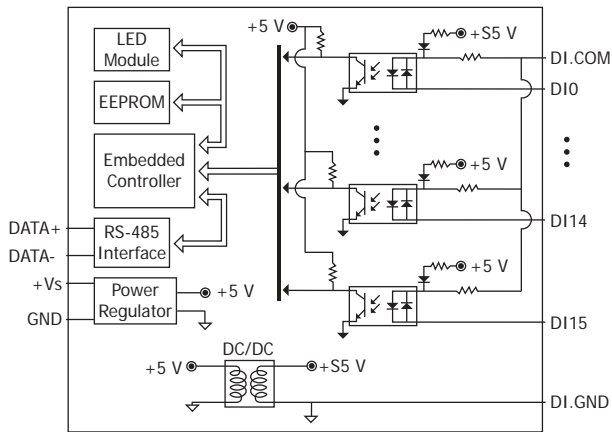 +5 V
+S5 V
LED
Module
DI.COM
EEPROM
DI0
Embedded
Controller
+5 V
DATA+
RS-485
Interface
DI14
DATA-
+5 V
+Vs
Power
Regulator
+5 V
GND
DI15
DC/DC
+5 V
+S5 V
DI.GND